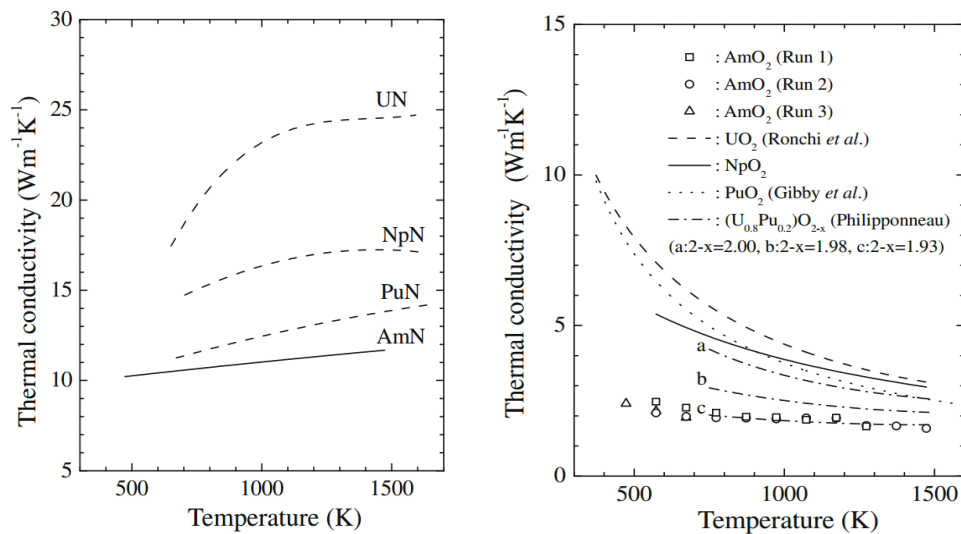 Thermal conductivity (Wm⁻¹K⁻¹)
30
25
20
15
10
5
UN
NpN
PuN
AmN
500 1000 1500
Temperature (K)
Thermal conductivity (Wm⁻¹K⁻¹)
15
10
5
0
: AmO₂ (Run 1)
: AmO₂ (Run 2)
: AmO₂ (Run 3)
: UO₂ (Ronchi et al.)
: NpO₂
: PuO₂ (Gibby et al.)
: (U₀.₈Pu₀.₂)O₂₋ₓ (Philipponneau)
(a:2-x=2.00, b:2-x=1.98, c:2-x=1.93)
a
b
c
500 1000 1500
Temperature (K)